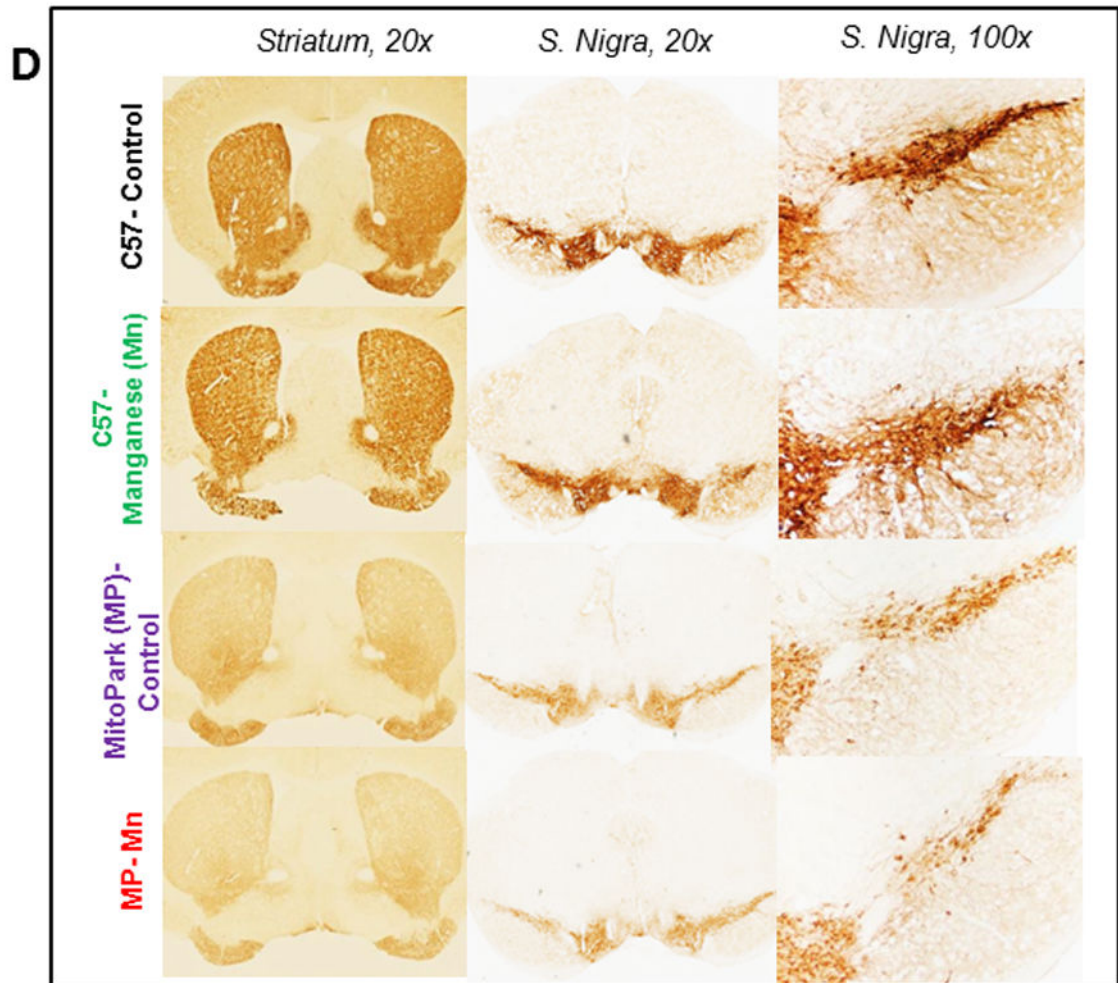 D
Striatum, 20x
S. Nigra, 20x
S. Nigra, 100x
C57- Control
C57-
Manganese (Mn)
MitoPark (MP)-
Control
MP- Mn